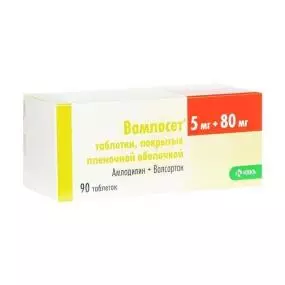 Вамлосет®
5 мг + 80 мг
таблетки, покрытые
пленочной оболочкой
Амлодипин + Валсартан
90 таблеток
KRKA